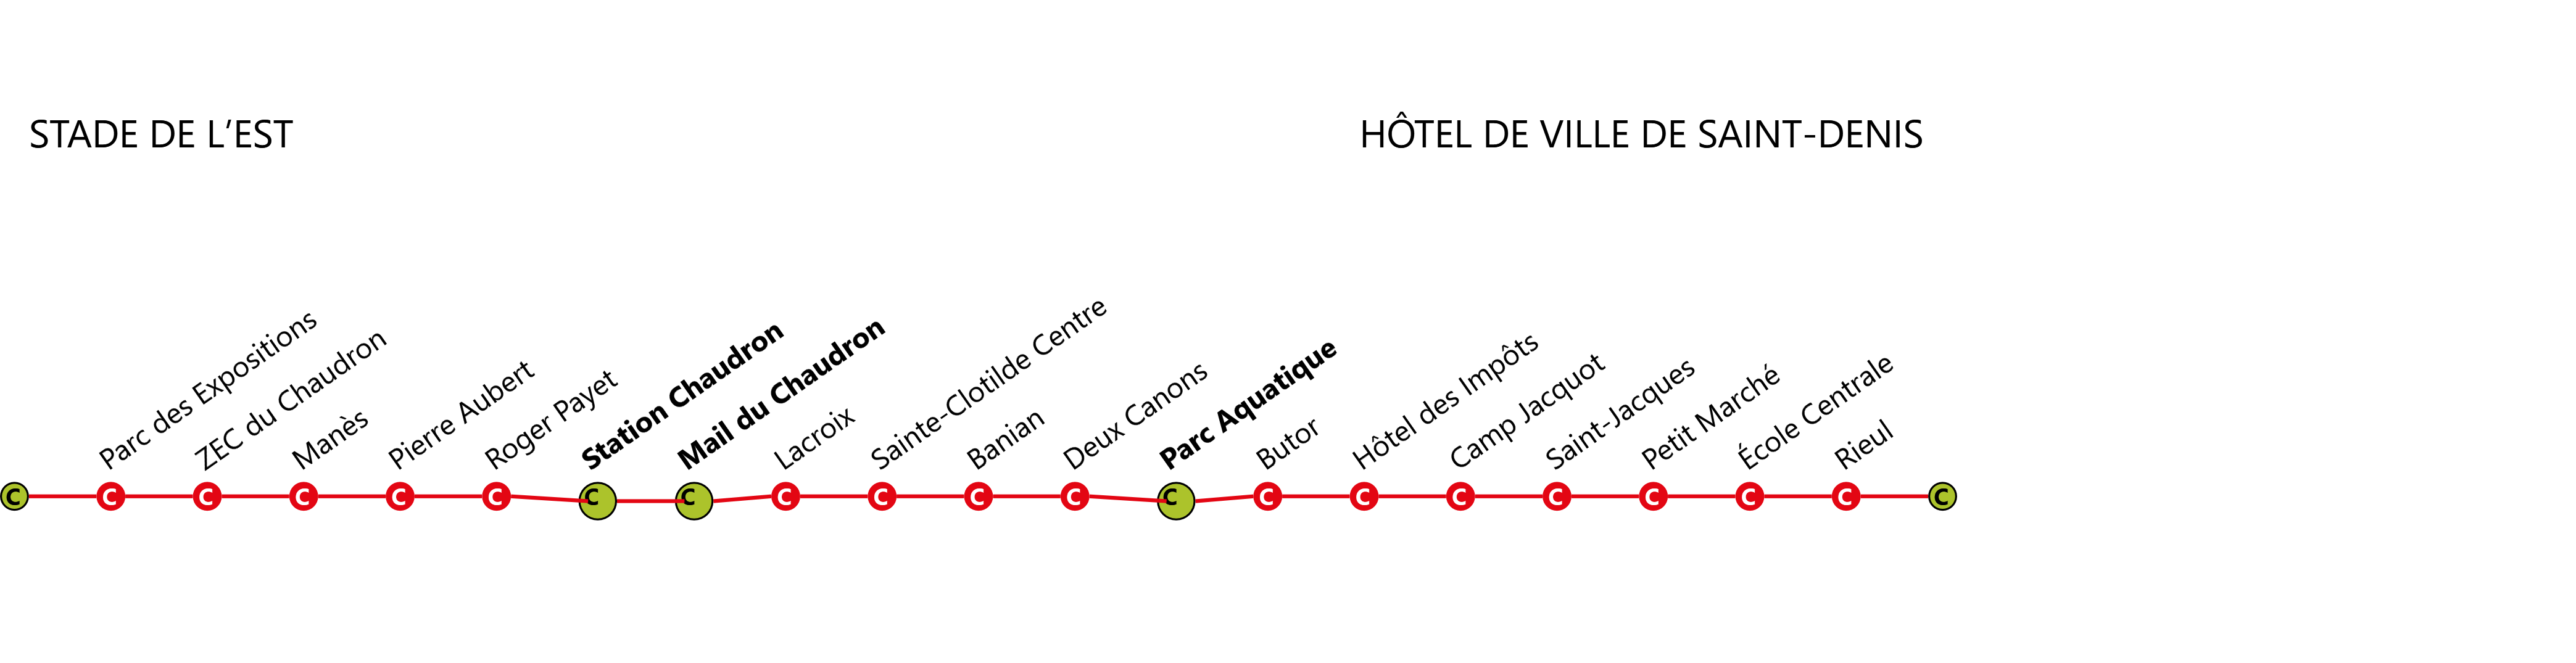 STADE DE L’EST
HÔTEL DE VILLE DE SAINT-DENIS
Parc des Expositions
ZEC du Chaudron
Manès
Pierre Aubert
Roger Payet
Station Chaudron
Mail du Chaudron
Lacroix
Sainte-Clotilde Centre
Banian
Deux Canons
Parc Aquatique
Butor
Hôtel des Impôts
Camp Jacquot
Saint-Jacques
Petit Marché
École Centrale
Rieul
C C C C C C C C C C C C C C C C C C C C C